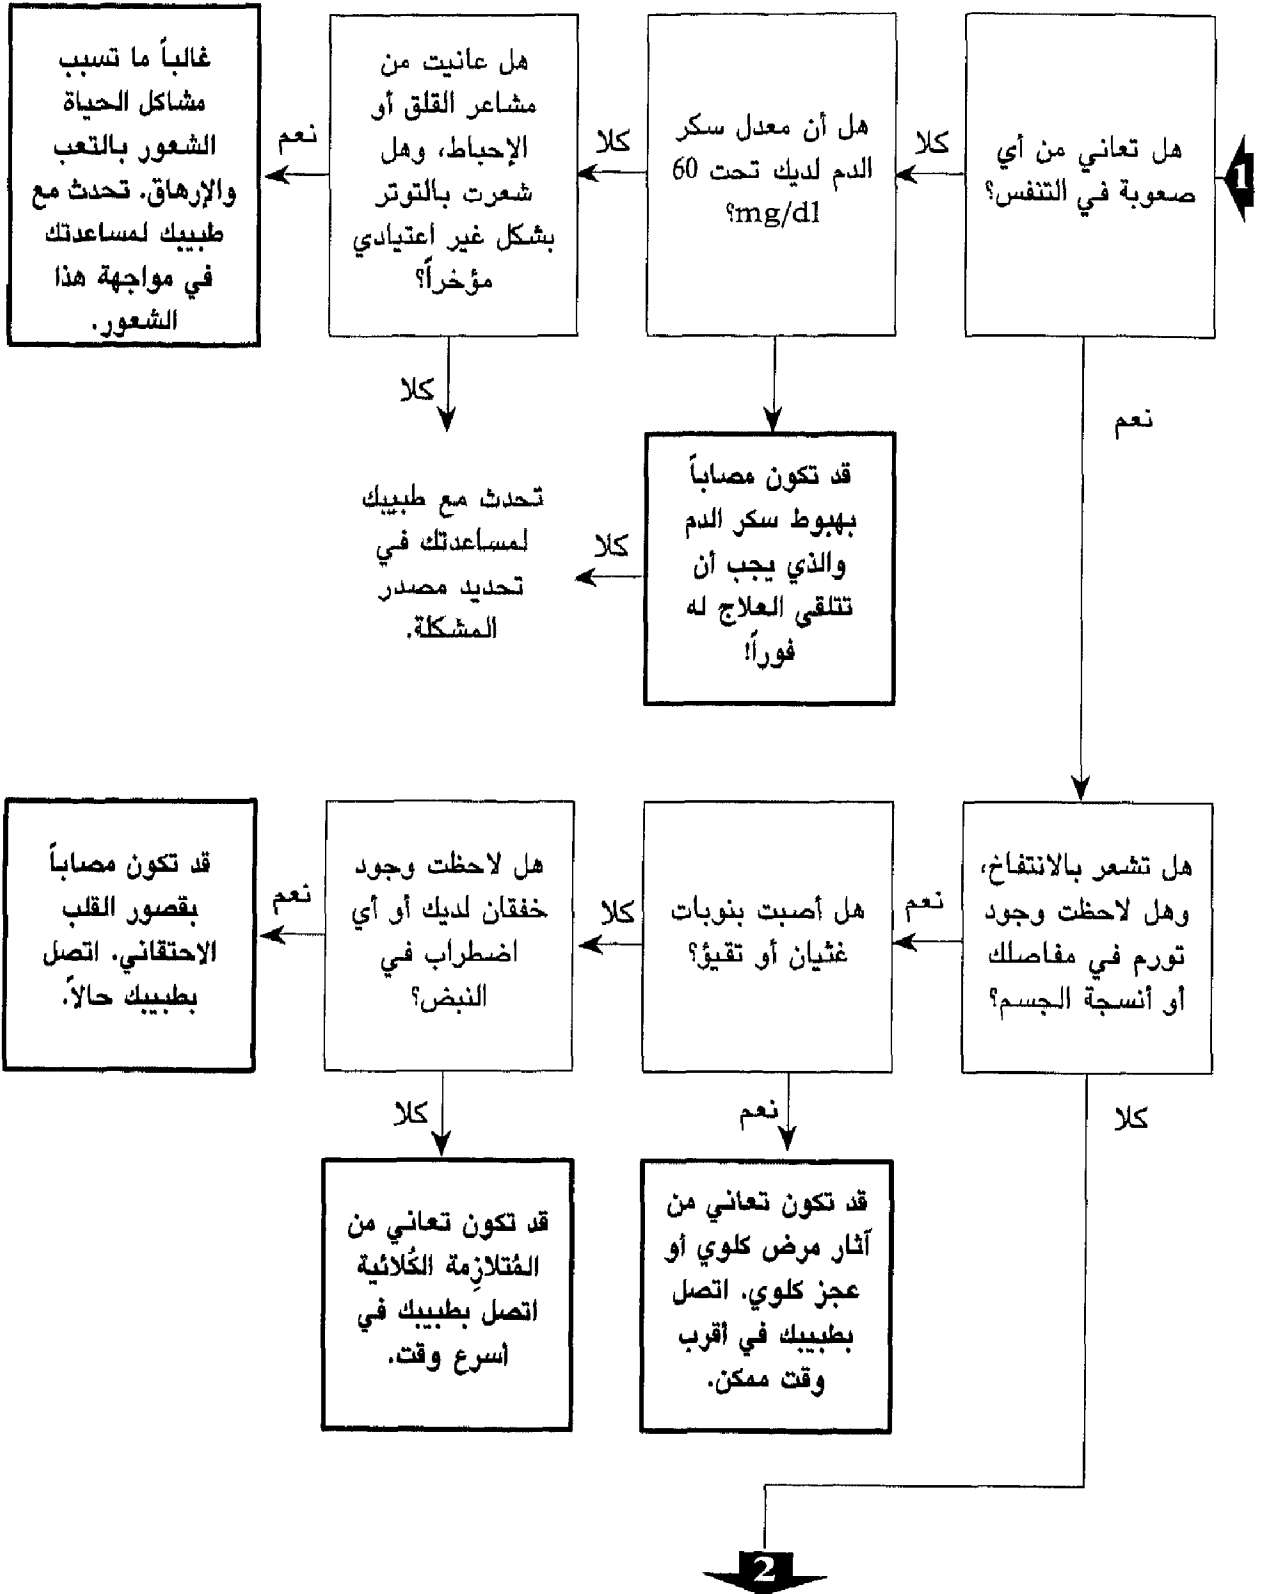 1
هل تعاني من أي
صعوبة في التنفس؟
كلا
هل أن معدل سكر
الدم لديك تحت 60
mg/dl؟
كلا
هل عانيت من
مشاعر القلق أو
الإحباط، وهل
شعرت بالتوتر
بشكل غير اعتيادي
مؤخراً؟
نعم
غالباً ما تسبب
مشاكل الحياة
الشعور بالتعب
والإرهاق. تحدث مع
طبيبك لمساعدتك
في مواجهة هذا
الشعور.
نعم
كلا
قد تكون مصاباً
بهبوط سكر الدم
والذي يجب أن
تتلقى العلاج له
فوراً!
كلا
تحدث مع طبيبك
لمساعدتك في
تحديد مصدر
المشكلة.
هل تشعر بالانتفاخ،
وهل لاحظت وجود
تورم في مفاصلك
أو أنسجة الجسم؟
نعم
هل أصبت بنوبات
غثيان أو تقيؤ؟
كلا
هل لاحظت وجود
خفقان لديك أو أي
اضطراب في
النبض؟
نعم
قد تكون مصاباً
بقصور القلب
الاحتقاني. اتصل
بطبيبك حالاً.
كلا
نعم
كلا
قد تكون تعاني من
آثار مرض كلوي أو
عجز كلوي. اتصل
بطبيبك في أقرب
وقت ممكن.
قد تكون تعاني من
المُتلازِمة الكُلائية
اتصل بطبيبك في
أسرع وقت.
2